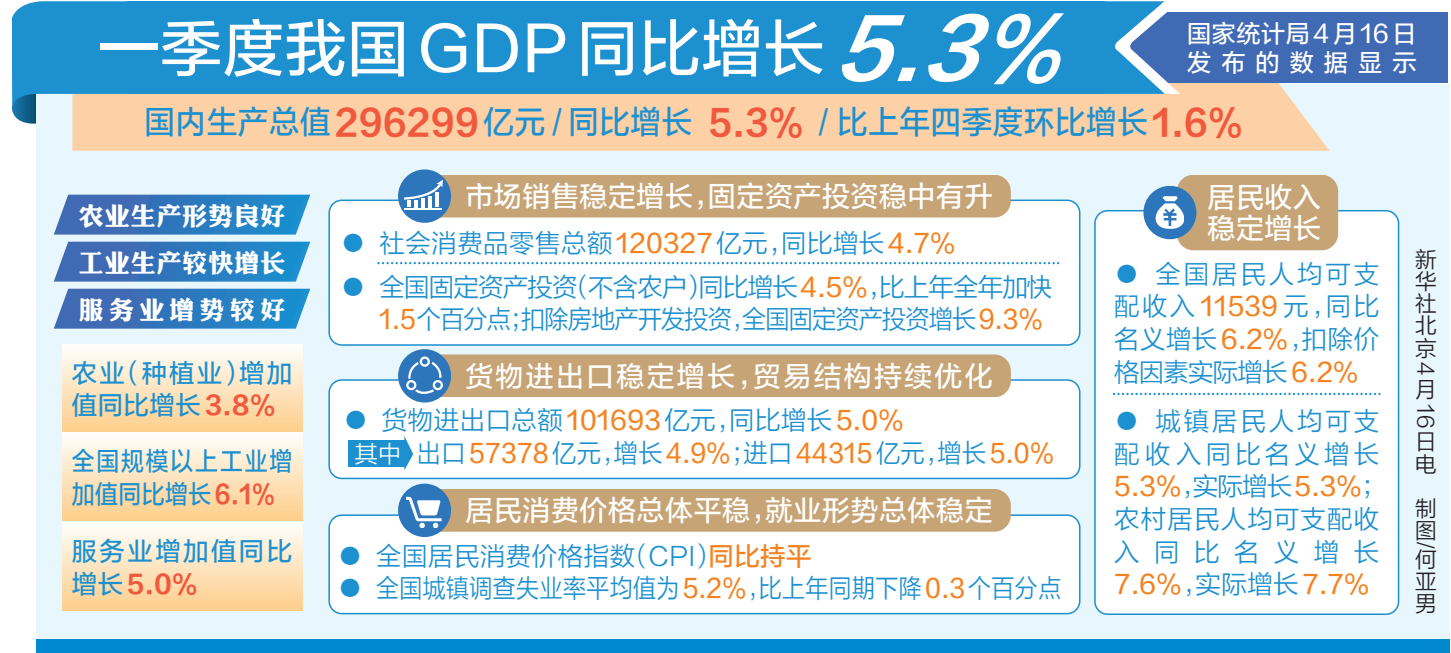 一季度我国GDP同比增长5.3%
国家统计局4月16日
发布的数据显示
国内生产总值296299亿元/同比增长 5.3% /比上年四季度环比增长1.6%
农业生产形势良好
工业生产较快增长
服务业增势较好
农业(种植业)增加
值同比增长3.8%
全国规模以上工业增
加值同比增长6.1%
服务业增加值同比
增长5.0%
市场销售稳定增长,固定资产投资稳中有升
● 社会消费品零售总额120327亿元,同比增长4.7%
● 全国固定资产投资(不含农户)同比增长4.5%,比上年全年加快
1.5个百分点;扣除房地产开发投资,全国固定资产投资增长9.3%
货物进出口稳定增长,贸易结构持续优化
● 货物进出口总额101693亿元,同比增长5.0%
其中 出口57378亿元,增长4.9%;进口44315亿元,增长5.0%
居民消费价格总体平稳,就业形势总体稳定
● 全国居民消费价格指数(CPI)同比持平
● 全国城镇调查失业率平均值为5.2%,比上年同期下降0.3个百分点
居民收入
稳定增长
● 全国居民人均可支
配收入11539元,同比
名义增长6.2%,扣除价
格因素实际增长6.2%
● 城镇居民人均可支
配收入同比名义增长
5.3%,实际增长5.3%;
农村居民人均可支配收
入同比名义增长
7.6%,实际增长7.7%
新华社北京4月16日电 制图/何亚男